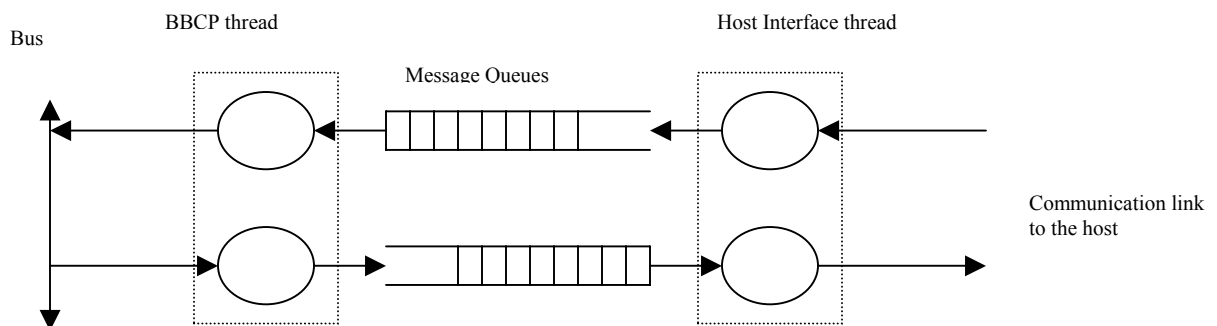 BBCP thread
Host Interface thread
Bus
Message Queues
Communication link
to the host